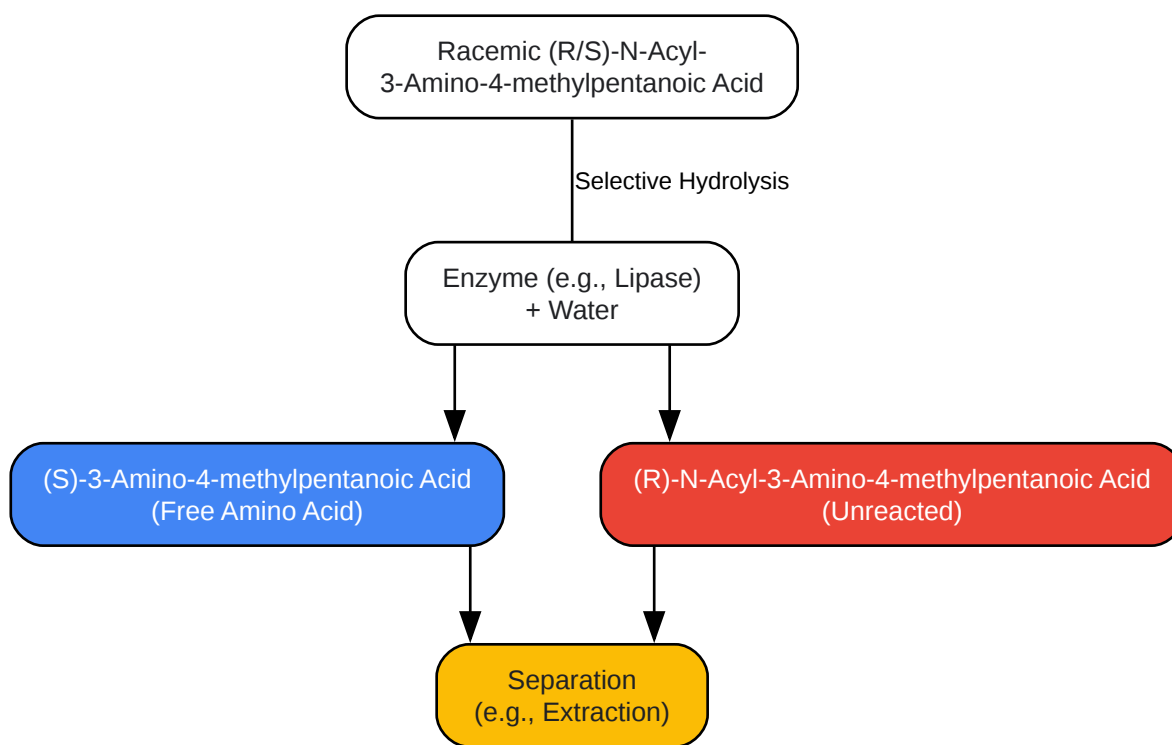 Racemic (R/S)-N-Acyl-
3-Amino-4-methylpentanoic Acid
Selective Hydrolysis
Enzyme (e.g., Lipase)
+ Water
(S)-3-Amino-4-methylpentanoic Acid
(Free Amino Acid)
(R)-N-Acyl-3-Amino-4-methylpentanoic Acid
(Unreacted)
Separation
(e.g., Extraction)